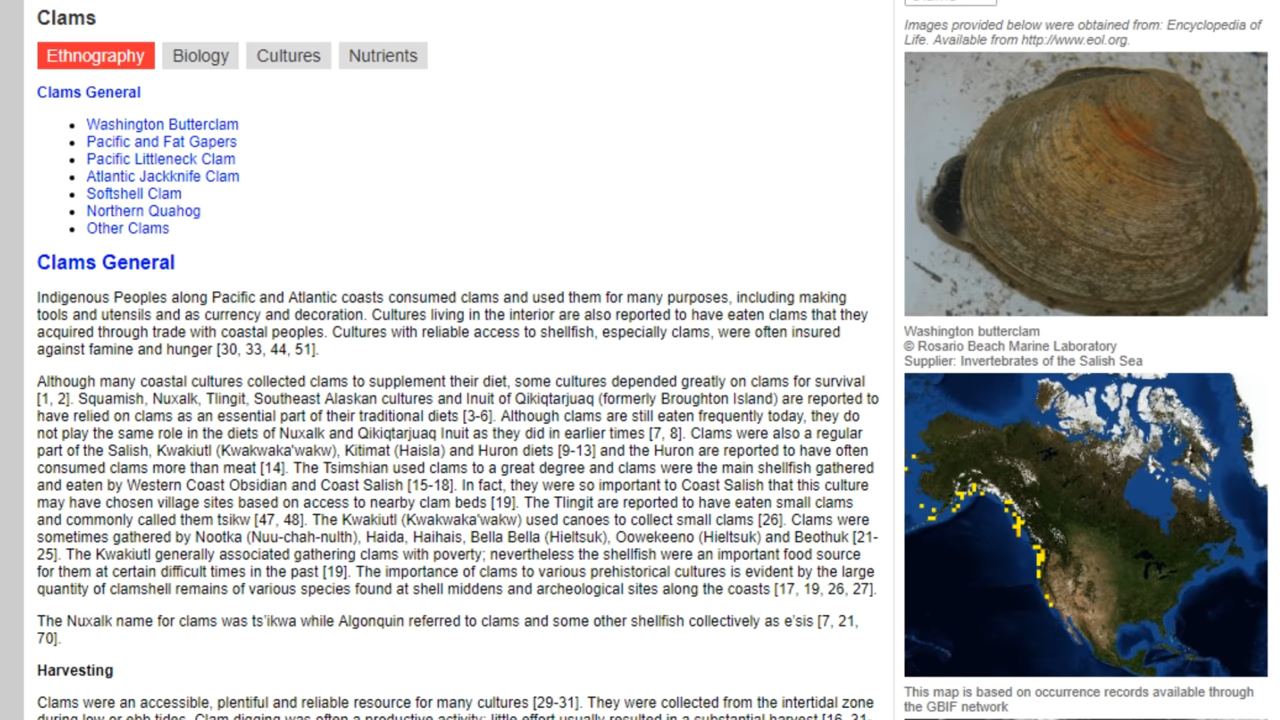 Clams
Ethnography
Biology
Cultures
Nutrients
Clams General
Washington Butterclam
Pacific and Fat Gapers
Pacific Littleneck Clam
Atlantic Jackknife Clam
Softshell Clam
Northern Quahog
Other Clams
Clams General
Indigenous Peoples along Pacific and Atlantic coasts consumed clams and used them for many purposes, including making
tools and utensils and as currency and decoration. Cultures living in the interior are also reported to have eaten clams that they
acquired through trade with coastal peoples. Cultures with reliable access to shellfish, especially clams, were often insured
against famine and hunger [30, 33, 44, 51].
Although many coastal cultures collected clams to supplement their diet, some cultures depended greatly on clams for survival
[1, 2]. Squamish, Nuxalk, Tlingit, Southeast Alaskan cultures and Inuit of Qikiqtarjuaq (formerly Broughton Island) are reported to
have relied on clams as an essential part of their traditional diets [3-6]. Although clams are still eaten frequently today, they do
not play the same role in the diets of Nuxalk and Qikiqtarjuaq Inuit as they did in earlier times [7, 8]. Clams were also a regular
part of the Salish, Kwakiutl (Kwakwaka'wakw), Kitimat (Haisla) and Huron diets [9-13] and the Huron are reported to have often
consumed clams more than meat [14]. The Tsimshian used clams to a great degree and clams were the main shellfish gathered
and eaten by Western Coast Obsidian and Coast Salish [15-18]. In fact, they were so important to Coast Salish that this culture
may have chosen village sites based on access to nearby clam beds [19]. The Tlingit are reported to have eaten small clams
and commonly called them tsikw [47, 48]. The Kwakiutl (Kwakwaka'wakw) used canoes to collect small clams [26]. Clams were
sometimes gathered by Nootka (Nuu-chah-nulth), Haida, Haihais, Bella Bella (Hieltsuk), Oowekeeno (Hieltsuk) and Beothuk [21-
25]. The Kwakiutl generally associated gathering clams with poverty; nevertheless the shellfish were an important food source
for them at certain difficult times in the past [19]. The importance of clams to various prehistorical cultures is evident by the large
quantity of clamshell remains of various species found at shell middens and archeological sites along the coasts [17, 19, 26, 27].
The Nuxalk name for clams was ts'ikwa while Algonquin referred to clams and some other shellfish collectively as e'sis [7, 21,
70].
Harvesting
Clams were an accessible, plentiful and reliable resource for many cultures [29-31]. They were collected from the intertidal zone
during low or ebb tides. Clam digging was often a productive activity; little effort usually resulted in a substantial harvest [16, 21-
Images provided below were obtained from: Encyclopedia of
Life. Available from http://www.eol.org.
Washington butterclam
© Rosario Beach Marine Laboratory
Supplier: Invertebrates of the Salish Sea
This map is based on occurrence records available through
the GBIF network